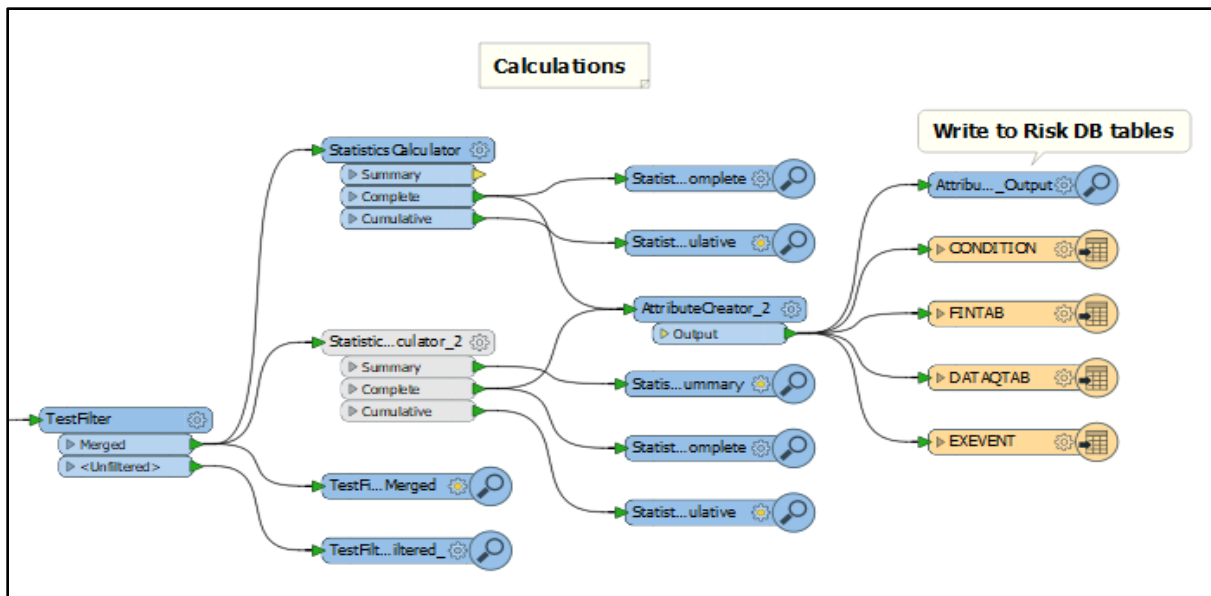 Calculations
Write to Risk DB tables
StatisticsCalculator
Summary
Complete
Cumulative
Statist...omplete
Statist...ulative
Attribu..._Output
CONDITION
AttributeCreator_2
Output
FINTAB
Statistic...culator_2
Summary
Complete
Cumulative
Statis...ummary
DATAQTAB
TestFilter
Merged
<Unfiltered>
Statist...omplete
EXEVENT
TestFi...Merged
Statist...ulative
TestFilt...iltered_